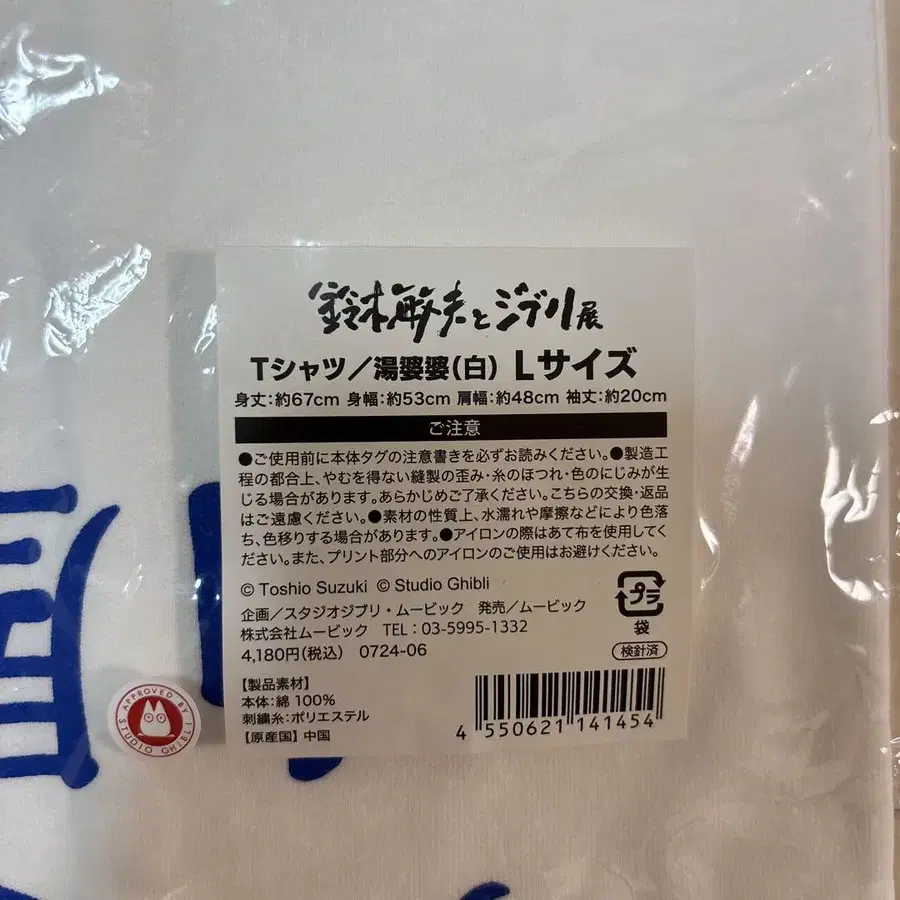 鈴木敏夫とジブリ展
Tシャツ/湯婆婆(白) Lサイズ
身丈:約67cm 身幅:約53cm 肩幅:約48cm 袖丈:約20cm
ご注意
●ご使用前に本体タグの注意書きを必ずお読みください。●製造工
程の都合上、やむを得ない縫製の歪み・糸のほつれ・色のにじみが生
じる場合があります。あらかじめご了承ください。こちらの交換・返品
はご遠慮ください。●素材の性質上、水濡れや摩擦などにより色落
ち、色移りする場合があります。●アイロンの際はあて布を使用してく
ださい。また、プリント部分へのアイロンのご使用はお避けください。
© Toshio Suzuki © Studio Ghibli
企画/スタジオジブリ・ムービック 発売/ムービック
株式会社ムービック TEL:03-5995-1332
4,180円(税込) 0724-06
プラ
袋
検針済
【製品素材】
本体:綿 100%
刺繍糸:ポリエステル
【原産国】中国
4 550621 141454
APPROVED BY STUDIO GHIBLI